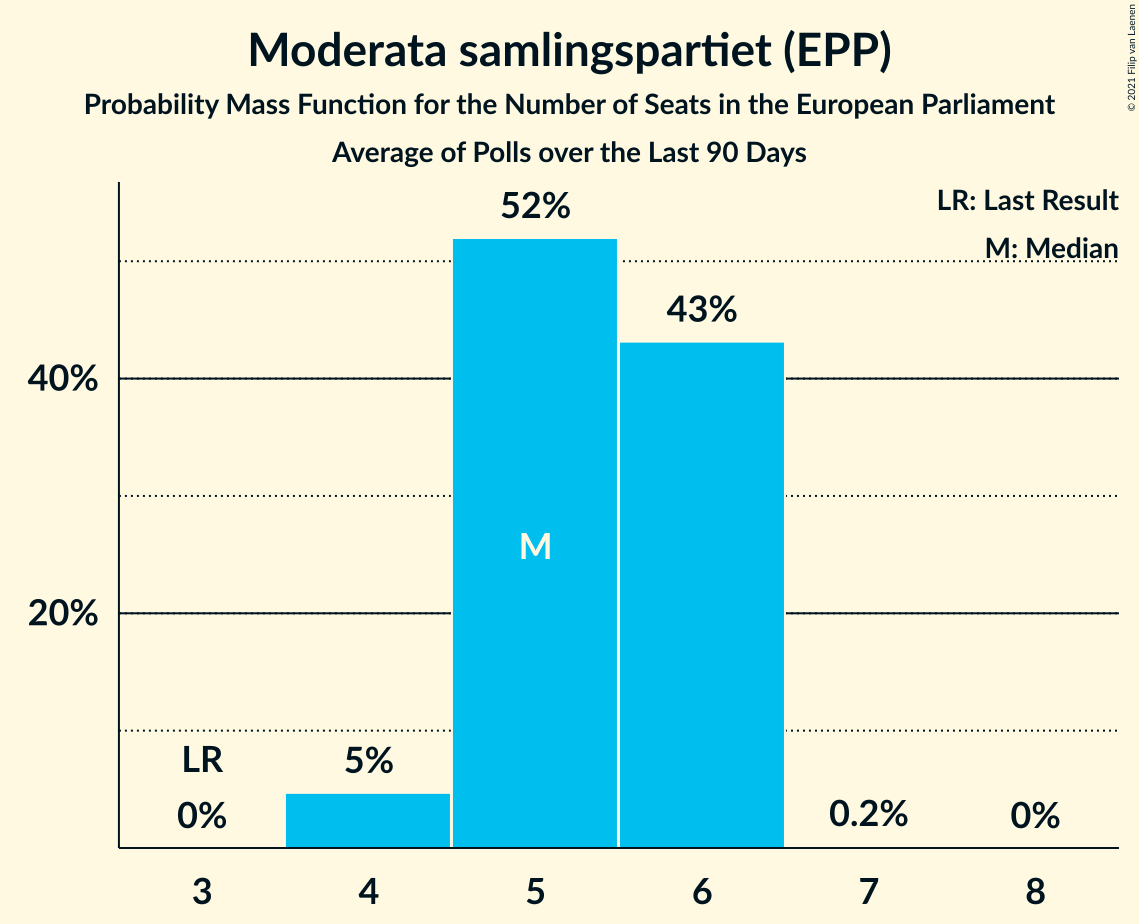 Moderata samlingspartiet (EPP)
Probability Mass Function for the Number of Seats in the European Parliament
Average of Polls over the Last 90 Days
© 2021 Filip van Laenen
LR: Last Result
M: Median
52%
43%
40%
M
20%
LR
5%
0%
0.2%
0%
3 4 5 6 7 8